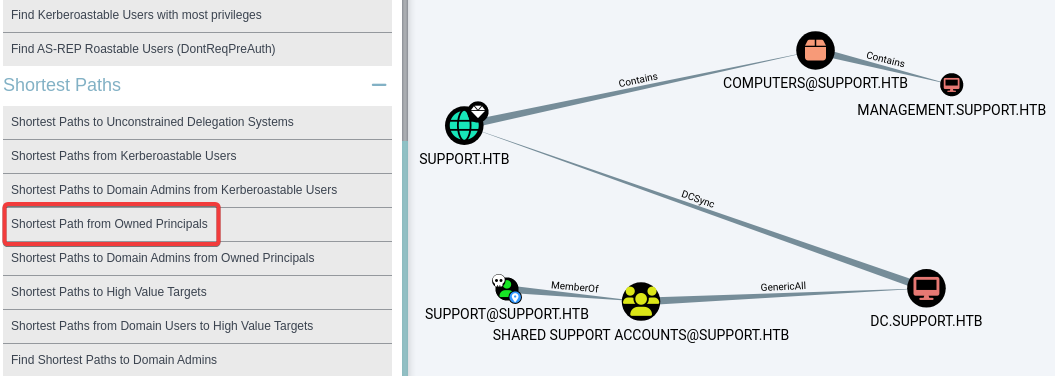 Find Kerberoastable Users with most privileges
Find AS-REP Roastable Users (DontReqPreAuth)
Shortest Paths
Shortest Paths to Unconstrained Delegation Systems
Shortest Paths from Kerberoastable Users
Shortest Paths to Domain Admins from Kerberoastable Users
Shortest Path from Owned Principals
Shortest Paths to Domain Admins from Owned Principals
Shortest Paths to High Value Targets
Shortest Paths from Domain Users to High Value Targets
Find Shortest Paths to Domain Admins
Contains
Contains
COMPUTERS@SUPPORT.HTB
MANAGEMENT.SUPPORT.HTB
SUPPORT.HTB
DCSync
MemberOf
GenericAll
SUPPORT@SUPPORT.HTB
DC.SUPPORT.HTB
SHARED SUPPORT ACCOUNTS@SUPPORT.HTB